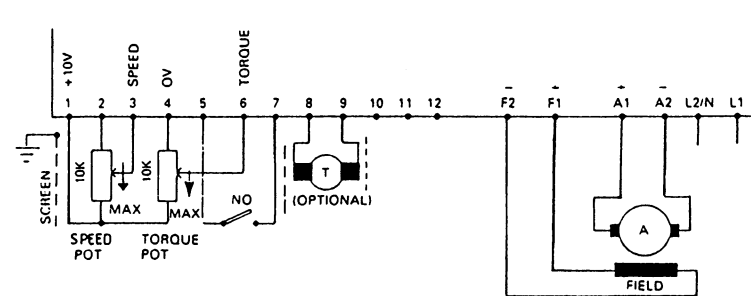 +10V
SPEED
0V
TORQUE
1 2 3 4 5 6 7 8 9 10 11 12
− + + −
F2 F1 A1 A2 L2/N L1
SCREEN
10K
10K
T
NO
MAX
MAX
(OPTIONAL)
A
SPEED
POT
TORQUE
POT
FIELD